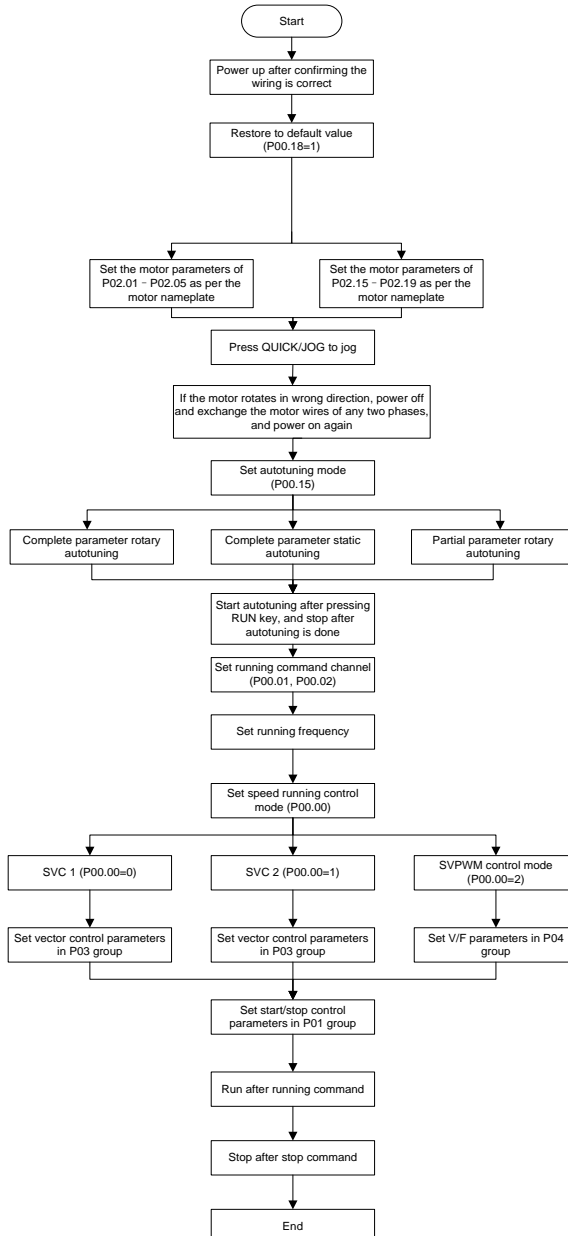 Start
Power up after confirming the
wiring is correct
Restore to default value
(P00.18=1)
Set the motor parameters of
P02.01 - P02.05 as per the
motor nameplate
Set the motor parameters of
P02.15 - P02.19 as per the
motor nameplate
Press QUICK/JOG to jog
If the motor rotates in wrong direction, power off
and exchange the motor wires of any two phases,
and power on again
Set autotuning mode
(P00.15)
Complete parameter rotary
autotuning
Complete parameter static
autotuning
Partial parameter rotary
autotuning
Start autotuning after pressing
RUN key, and stop after
autotuning is done
Set running command channel
(P00.01, P00.02)
Set running frequency
Set speed running control
mode (P00.00)
SVC 1 (P00.00=0)
SVC 2 (P00.00=1)
SVPWM control mode
(P00.00=2)
Set vector control parameters
in P03 group
Set vector control parameters
in P03 group
Set V/F parameters in P04
group
Set start/stop control
parameters in P01 group
Run after running command
Stop after stop command
End